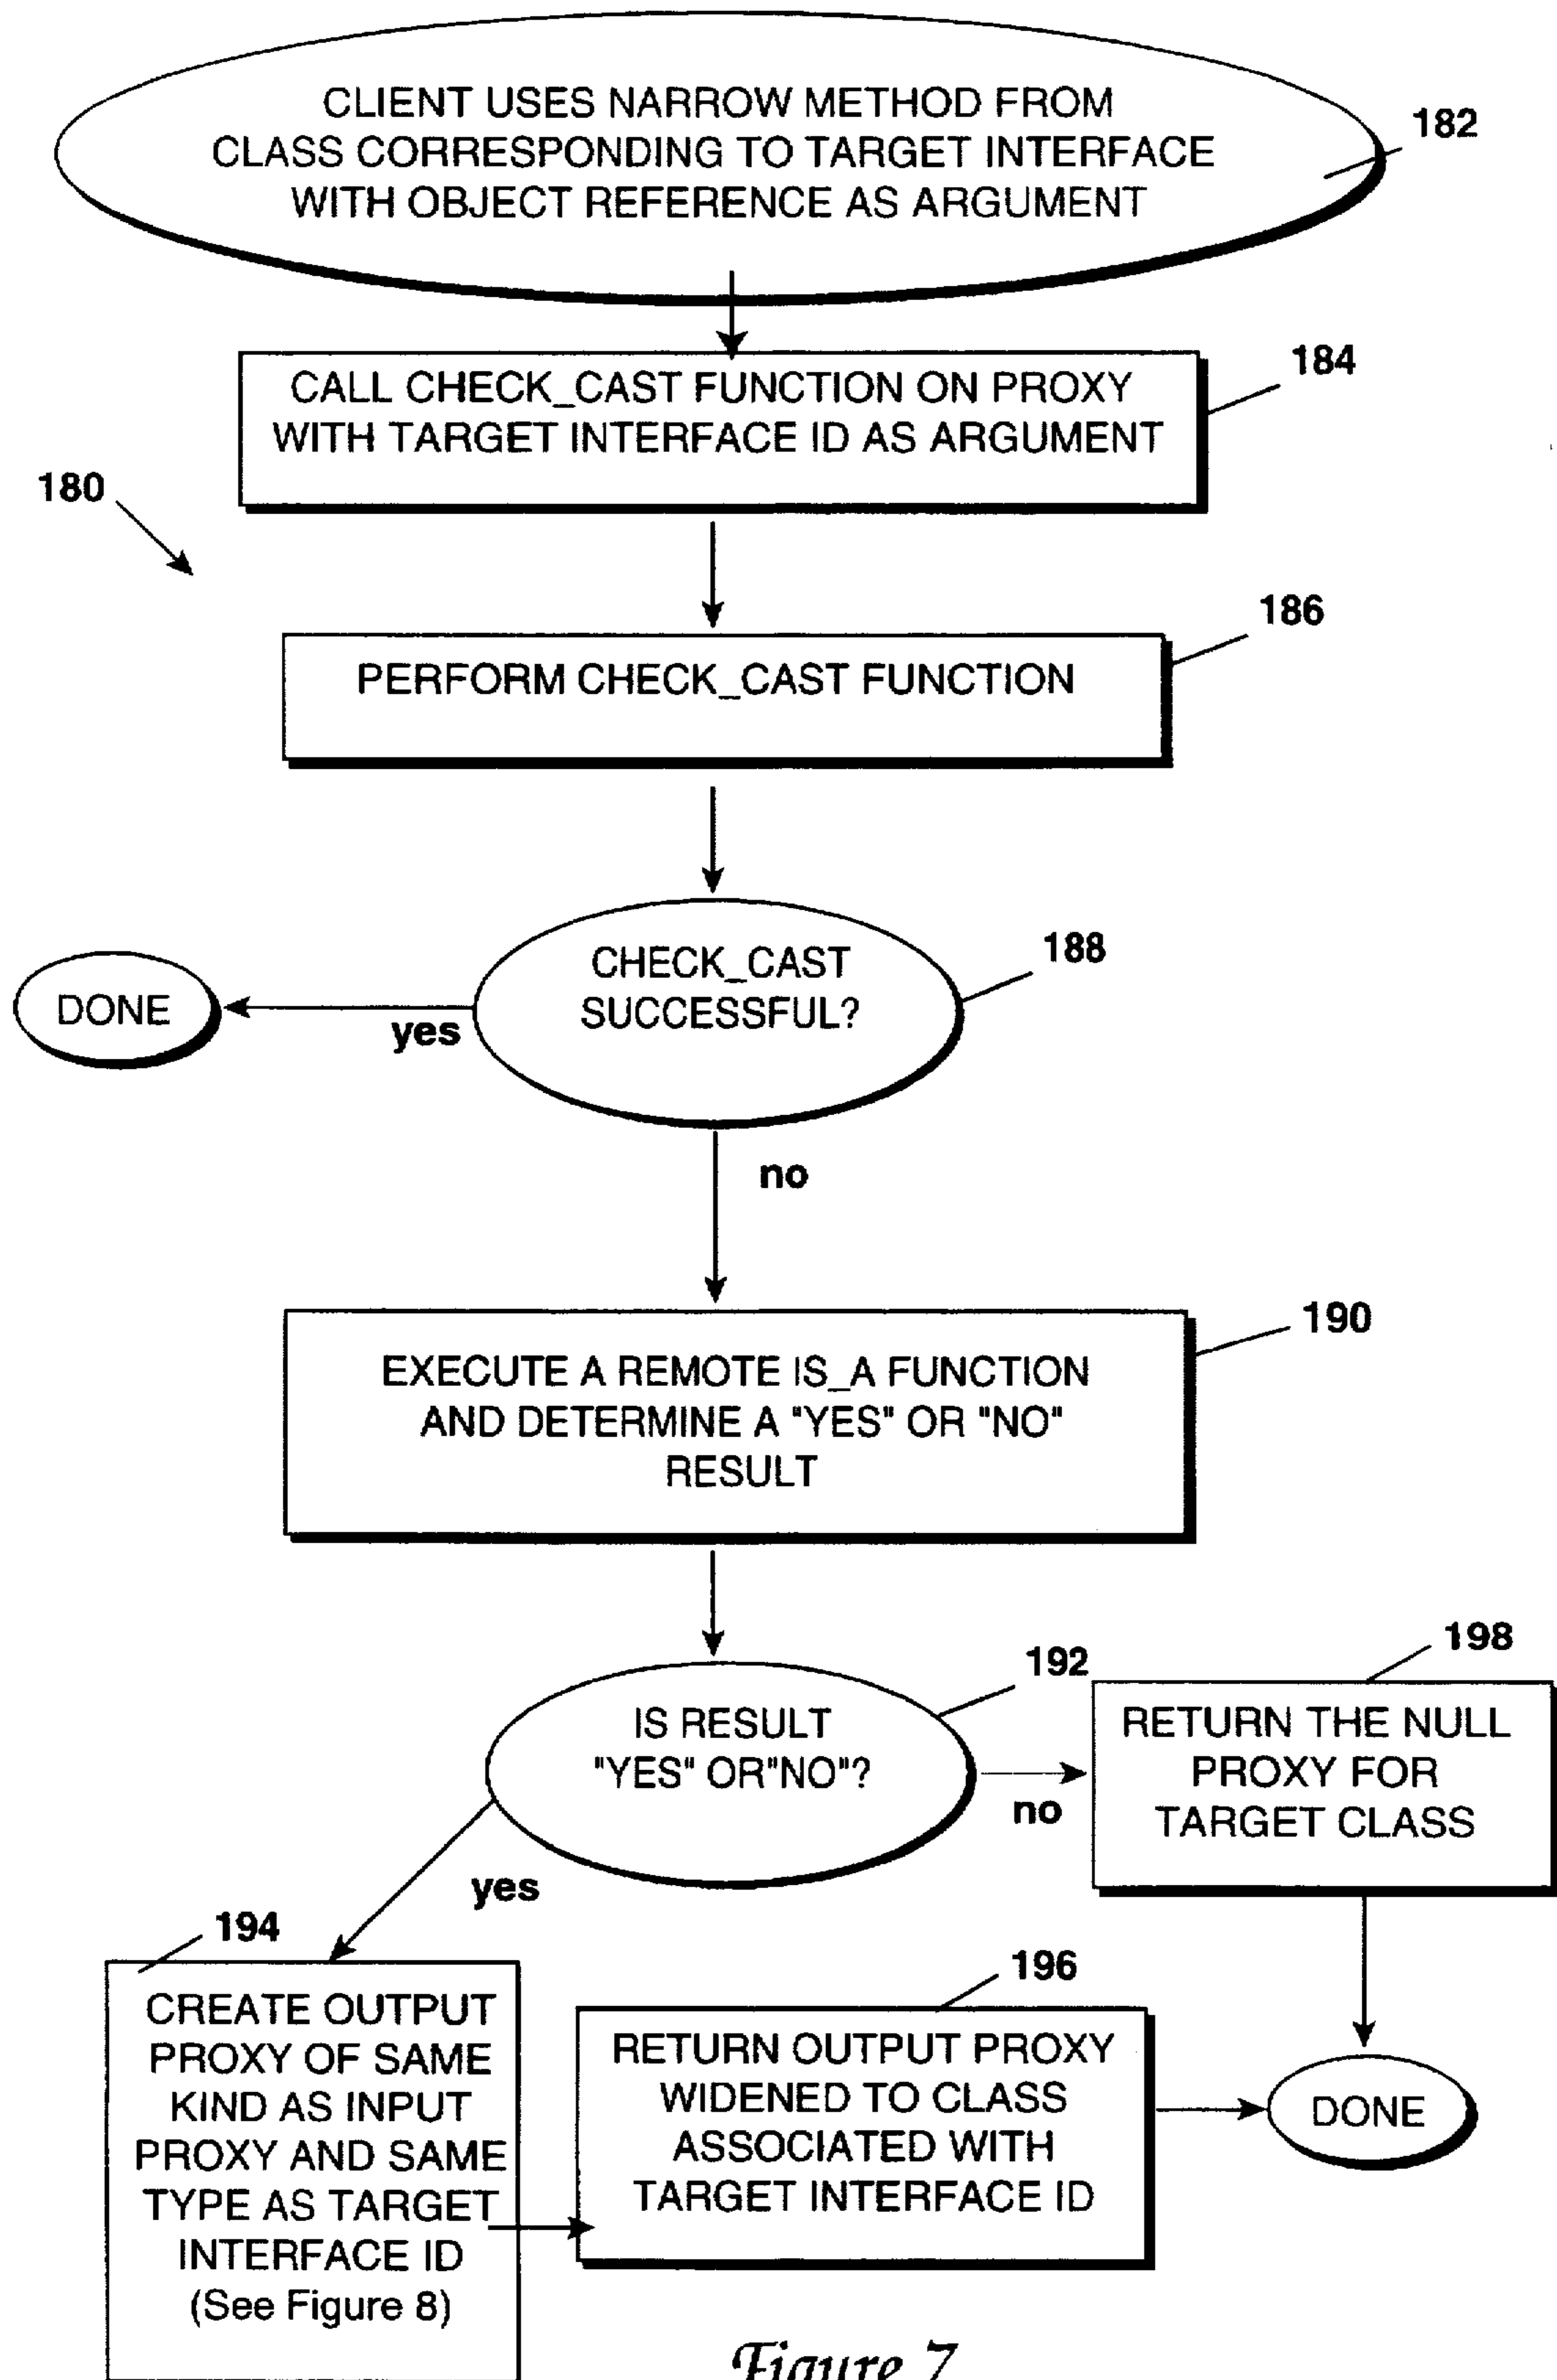 CLIENT USES NARROW METHOD FROM
CLASS CORRESPONDING TO TARGET INTERFACE
WITH OBJECT REFERENCE AS ARGUMENT
182
CALL CHECK_CAST FUNCTION ON PROXY
WITH TARGET INTERFACE ID AS ARGUMENT
184
180
PERFORM CHECK_CAST FUNCTION
186
CHECK_CAST
SUCCESSFUL?
188
yes
DONE
no
EXECUTE A REMOTE IS_A FUNCTION
AND DETERMINE A "YES" OR "NO"
RESULT
190
IS RESULT
"YES" OR"NO"?
192
no
RETURN THE NULL
PROXY FOR
TARGET CLASS
198
yes
194
CREATE OUTPUT
PROXY OF SAME
KIND AS INPUT
PROXY AND SAME
TYPE AS TARGET
INTERFACE ID
(See Figure 8)
196
RETURN OUTPUT PROXY
WIDENED TO CLASS
ASSOCIATED WITH
TARGET INTERFACE ID
DONE
Figure 7